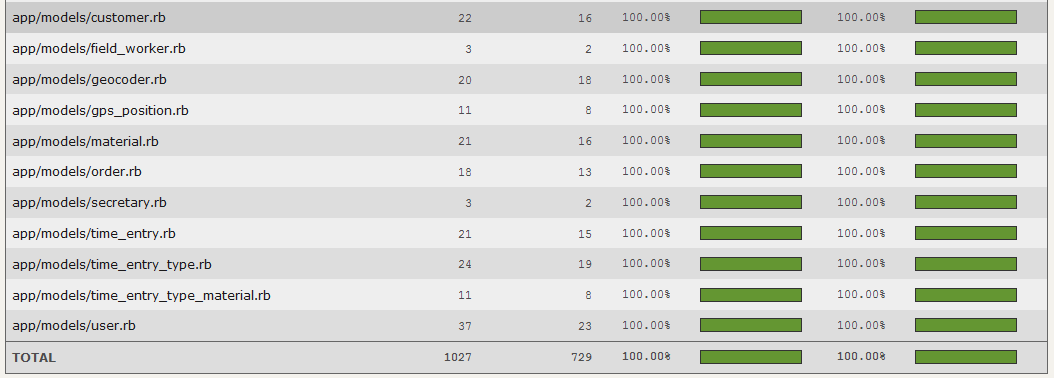 app/models/customer.rb 22 16 100.00% 100.00%
app/models/field_worker.rb 3 2 100.00% 100.00%
app/models/geocoder.rb 20 18 100.00% 100.00%
app/models/gps_position.rb 11 8 100.00% 100.00%
app/models/material.rb 21 16 100.00% 100.00%
app/models/order.rb 18 13 100.00% 100.00%
app/models/secretary.rb 3 2 100.00% 100.00%
app/models/time_entry.rb 21 15 100.00% 100.00%
app/models/time_entry_type.rb 24 19 100.00% 100.00%
app/models/time_entry_type_material.rb 11 8 100.00% 100.00%
app/models/user.rb 37 23 100.00% 100.00%
TOTAL 1027 729 100.00% 100.00%